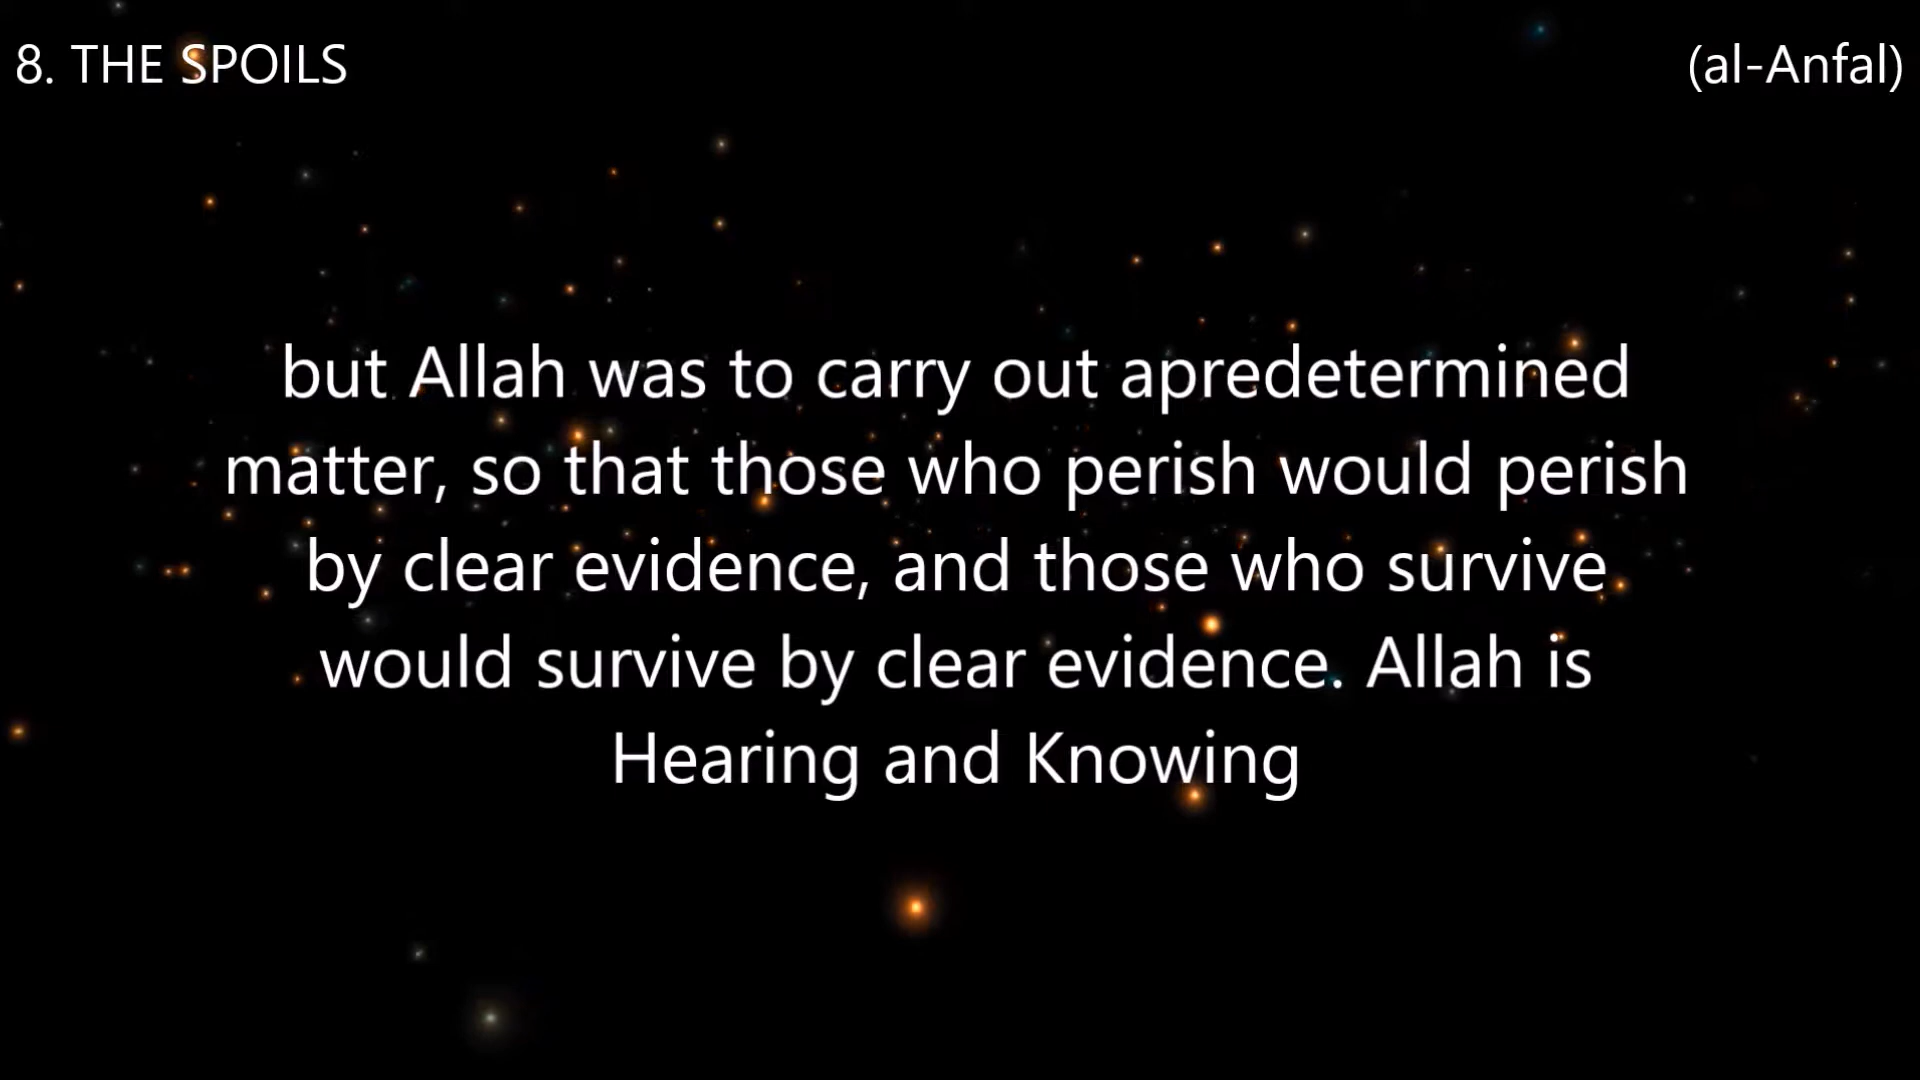 8. THE SPOILS
(al-Anfal)
but Allah was to carry out apredetermined
matter, so that those who perish would perish
by clear evidence, and those who survive
would survive by clear evidence. Allah is
Hearing and Knowing